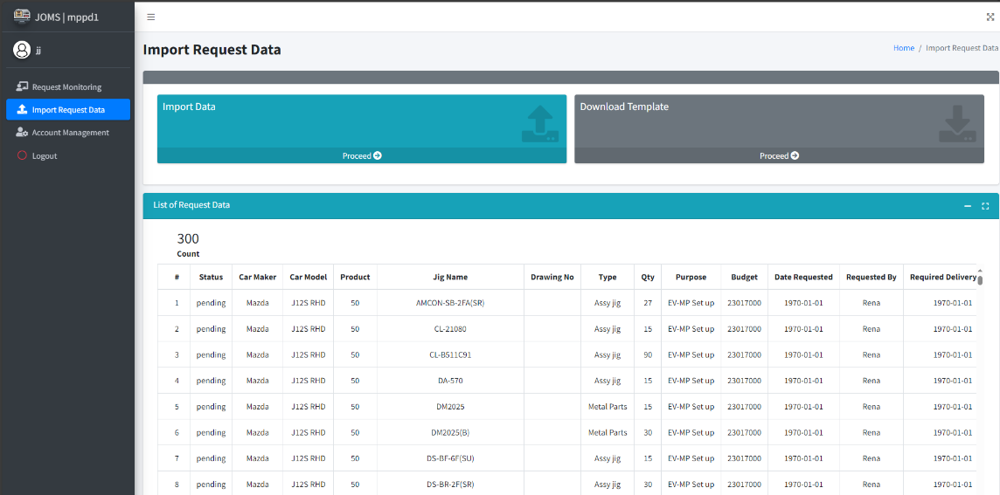 JOMS | mppd1
jj
Request Monitoring
Import Request Data
Account Management
Logout
Import Request Data
Home / Import Request Data
Import Data
Proceed
Download Template
Proceed
List of Request Data
300
Count
# Status Car Maker Car Model Product Jig Name Drawing No Type Qty Purpose Budget Date Requested Requested By Required Delivery
1 pending Mazda J12S RHD 50 AMCON-SB-2FA(SR) Assy jig 27 EV-MP Set up 23017000 1970-01-01 Rena 1970-01-01
2 pending Mazda J12S RHD 50 CL-21080 Assy jig 15 EV-MP Set up 23017000 1970-01-01 Rena 1970-01-01
3 pending Mazda J12S RHD 50 CL-B511C91 Assy jig 90 EV-MP Set up 23017000 1970-01-01 Rena 1970-01-01
4 pending Mazda J12S RHD 50 DA-570 Assy jig 15 EV-MP Set up 23017000 1970-01-01 Rena 1970-01-01
5 pending Mazda J12S RHD 50 DM2025 Metal Parts 15 EV-MP Set up 23017000 1970-01-01 Rena 1970-01-01
6 pending Mazda J12S RHD 50 DM2025(B) Metal Parts 30 EV-MP Set up 23017000 1970-01-01 Rena 1970-01-01
7 pending Mazda J12S RHD 50 DS-BF-6F(SU) Assy jig 15 EV-MP Set up 23017000 1970-01-01 Rena 1970-01-01
8 pending Mazda J12S RHD 50 DS-BR-2F(SR) Assy jig 30 EV-MP Set up 23017000 1970-01-01 Rena 1970-01-01